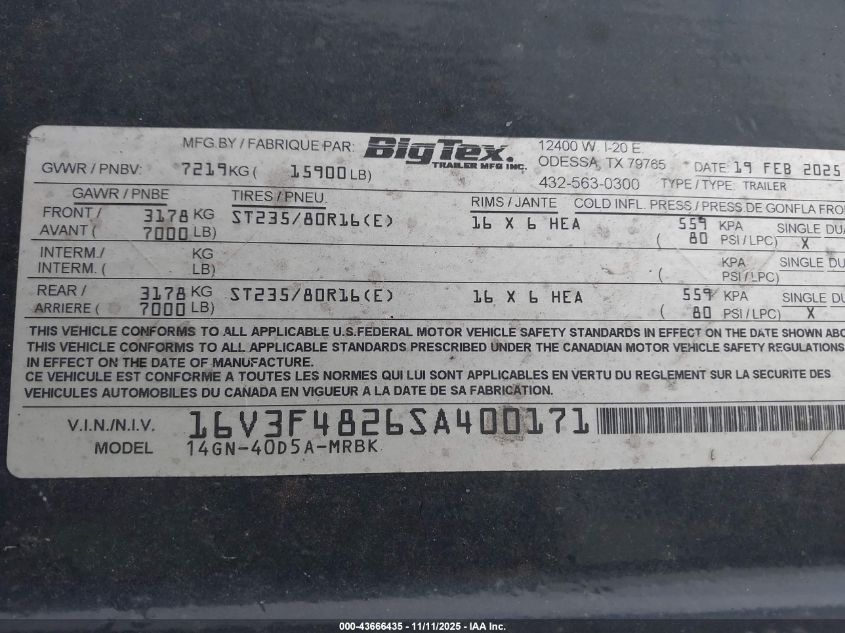 MFG.BY / FABRIQUE PAR: BigTex. TRAILER MFG INC. 12400 W. I-20 E
ODESSA, TX 79765
GVWR / PNBV: 7219KG ( 15900LB) 432-563-0300 DATE: 19 FEB 2025
TYPE / TYPE: TRAILER
GAWR / PNBE TIRES / PNEU RIMS / JANTE COLD INFL. PRESS / PRESS.DE GONFLA FRO
FRONT / 3178 KG ST235/80R16(E) 16 X 6 HEA 559 KPA SINGLE DU
AVANT ( 7000 LB) ( 80 PSI / LPC) X
INTERM./ KG KPA SINGLE DU
INTERM. ( LB) ( PSI / LPC)
REAR / 3178 KG ST235/80R16(E) 16 X 6 HEA 559 KPA SINGLE DU
ARRIERE ( 7000 LB) ( 80 PSI / LPC) X
THIS VEHICLE CONFORMS TO ALL APPLICABLE U.S.FEDERAL MOTOR VEHICLE SAFETY STANDARDS IN EFFECT ON THE DATE SHOWN ABO
THIS VEHICLE CONFORMS TO ALL APPLICABLE STANDARDS PRESCRIBED UNDER THE CANADIAN MOTOR VEHICLE SAFETY REGULATIONS
IN EFFECT ON THE DATE OF MANUFACTURE.
CE VEHICULE EST CONFORME A TOUTES LES NORMES QUI LUI SONT APPLICABLES EN VERTU DU REGLEMENT SUR LA SECURITE DES
VEHICULES AUTOMOBILES DU CANADA EN VIGUEUR A LA DATE DE SA FABRICATION.
V.I.N./N.I.V. 16V3F4826SA400171
MODEL 14GN-40D5A-MRBK
000-43666435 - 11/11/2025 - IAA Inc.